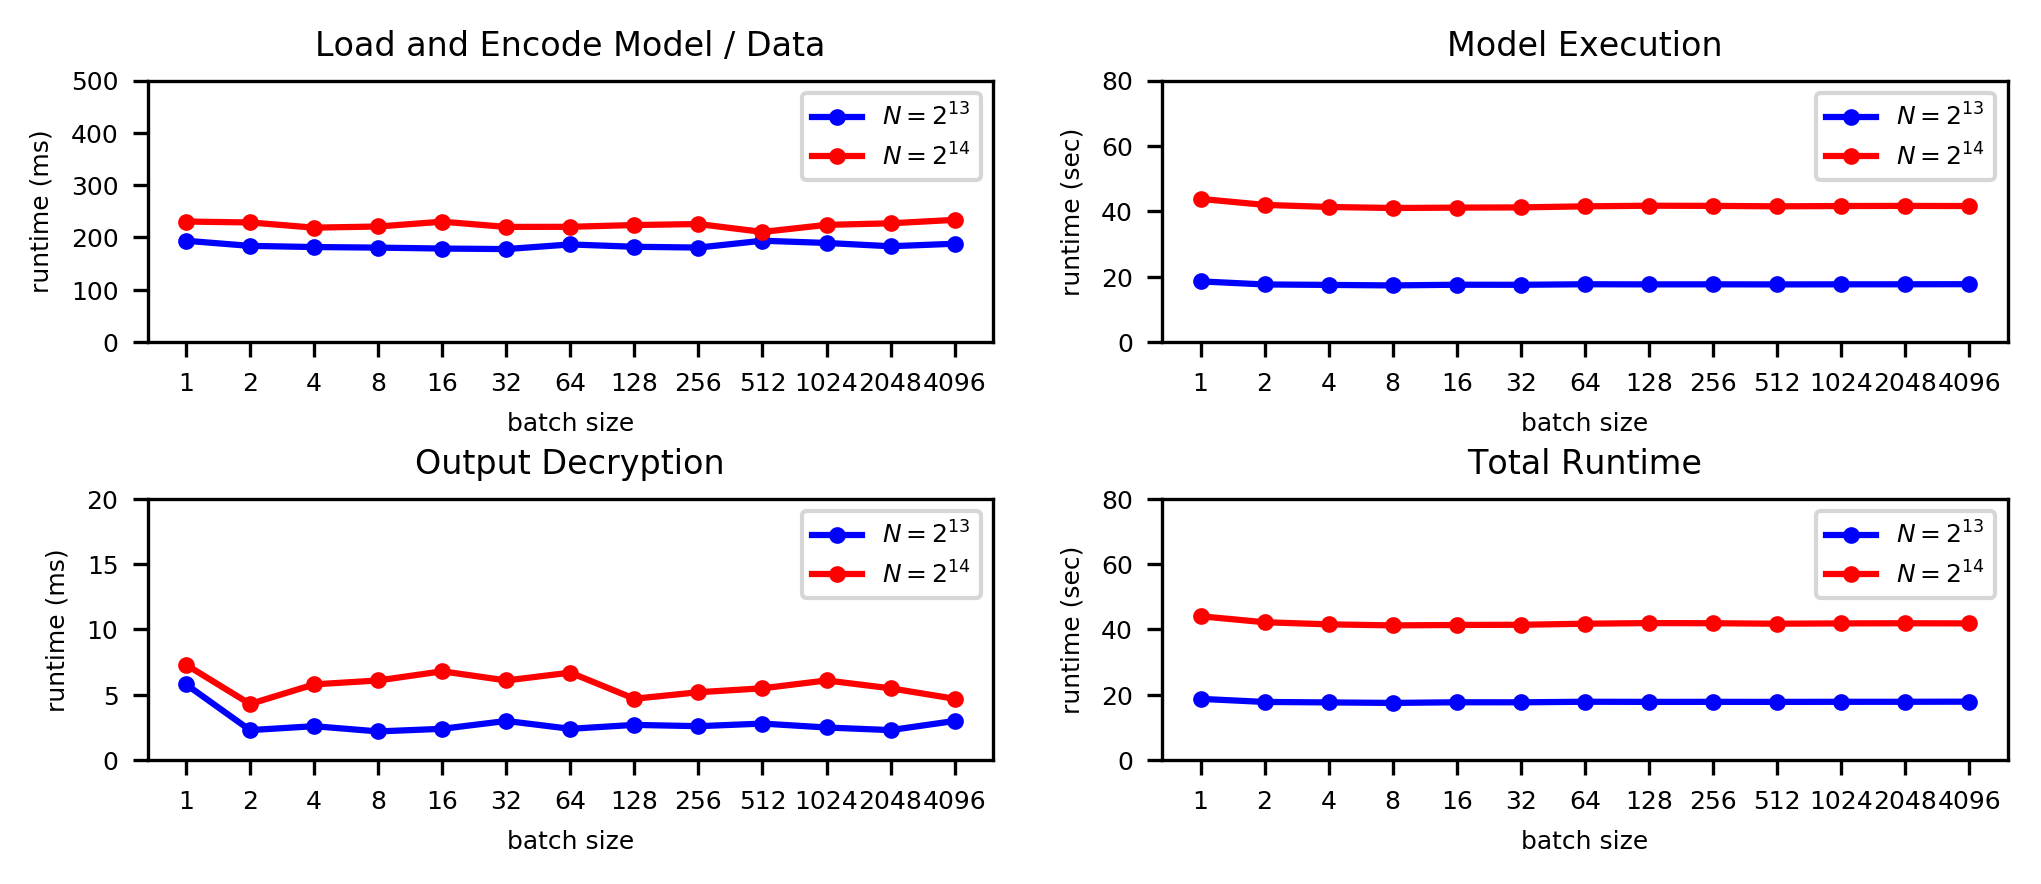 Load and Encode Model / Data
500
400
300
200
100
0
runtime (ms)
N = 2^13
N = 2^14
1 2 4 8 16 32 64 128 256 512 1024 2048 4096
batch size
Model Execution
80
60
40
20
0
runtime (sec)
N = 2^13
N = 2^14
1 2 4 8 16 32 64 128 256 512 1024 2048 4096
batch size
Output Decryption
20
15
10
5
0
runtime (ms)
N = 2^13
N = 2^14
1 2 4 8 16 32 64 128 256 512 1024 2048 4096
batch size
Total Runtime
80
60
40
20
0
runtime (sec)
N = 2^13
N = 2^14
1 2 4 8 16 32 64 128 256 512 1024 2048 4096
batch size